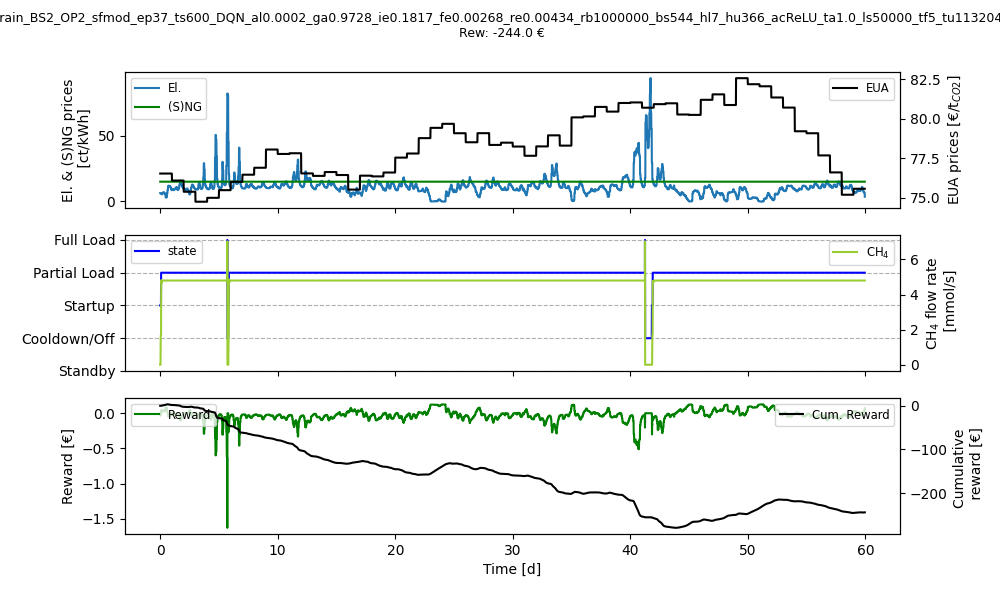 rain_BS2_OP2_sfmod_ep37_ts600_DQN_al0.0002_ga0.9728_ie0.1817_fe0.00268_re0.00434_rb1000000_bs544_hl7_hu366_acReLU_ta1.0_ls50000_tf5_tu113204
Rew: -244.0 €
El. & (S)NG prices
[ct/kWh]
50
0
El.
(S)NG
EUA
82.5
80.0
77.5
75.0
EUA prices [€/t_CO2]
Full Load
Partial Load
Startup
Cooldown/Off
Standby
state
CH₄
6
4
2
0
CH₄ flow rate
[mmol/s]
Reward [€]
0.0
−0.5
−1.0
−1.5
Reward
Cum. Reward
0
−100
−200
Cumulative
reward [€]
0 10 20 30 40 50 60
Time [d]